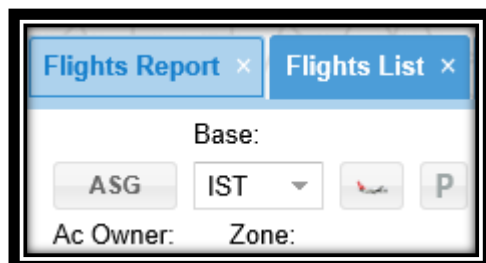 Flights Report × Flights List ×
Base:
ASG IST P
Ac Owner: Zone: